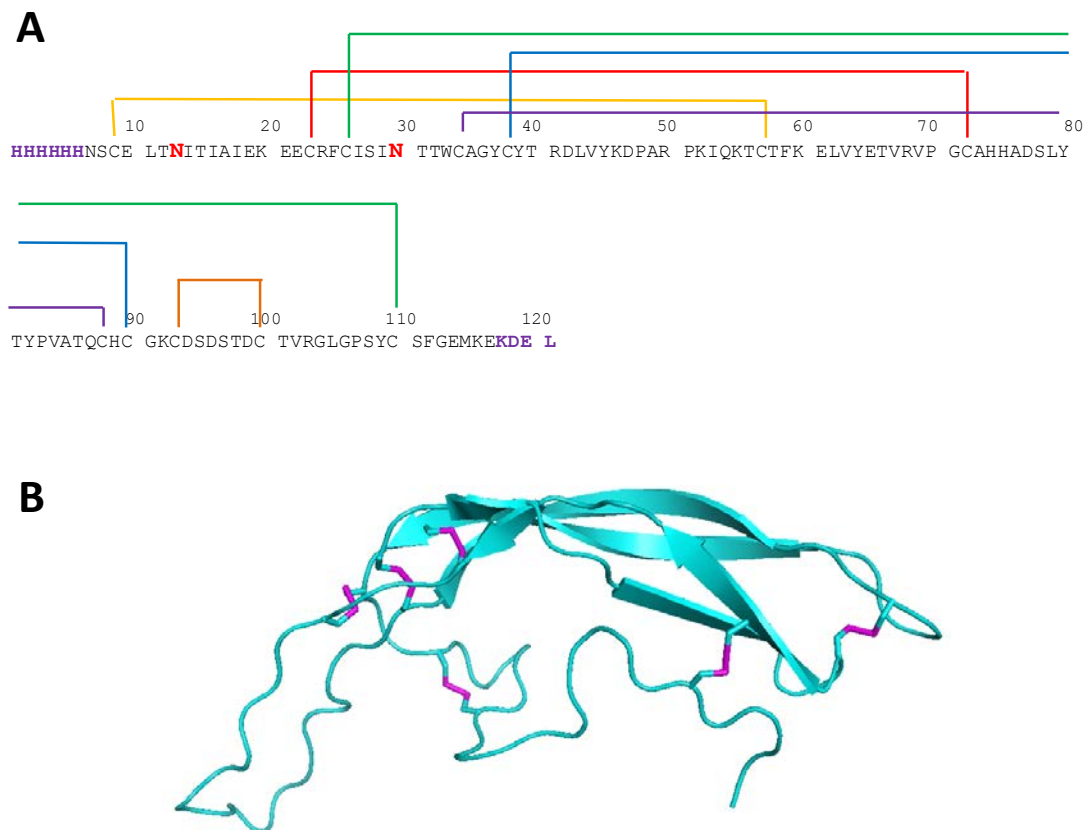 A
10 20 30 40 50 60 70 80
HHHHHHNSCE LTNITIAIEK EECRFCISIN TTWCAGYCYT RDLVYKDPAR PKIQKTCTFK ELVYETVRVP GCAHHADSLY
90 100 110 120
TYPVATQCHC GKCDSDSTDC TVRGLGPSYC SFGEMKEKDE L
B